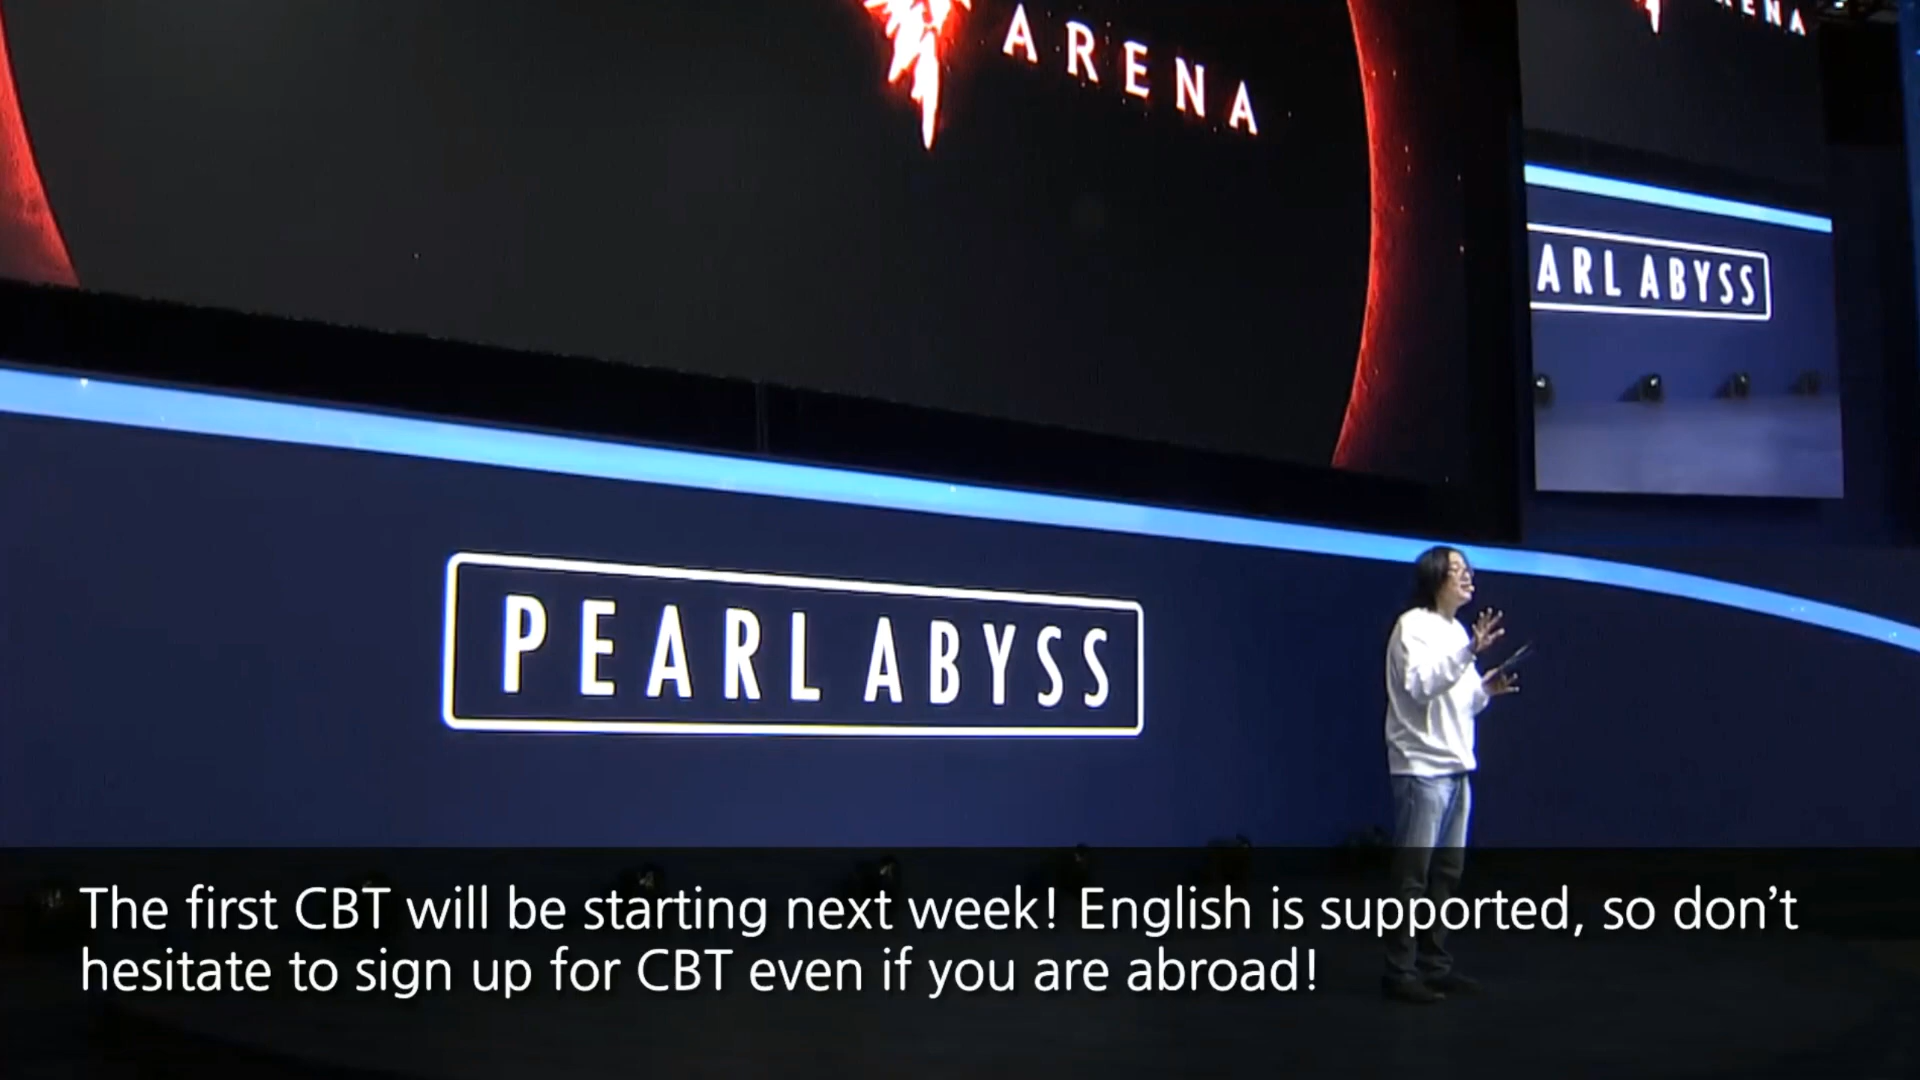 ARENA
ARENA
ARL ABYSS
PEARL ABYSS
The first CBT will be starting next week! English is supported, so don’t
hesitate to sign up for CBT even if you are abroad!